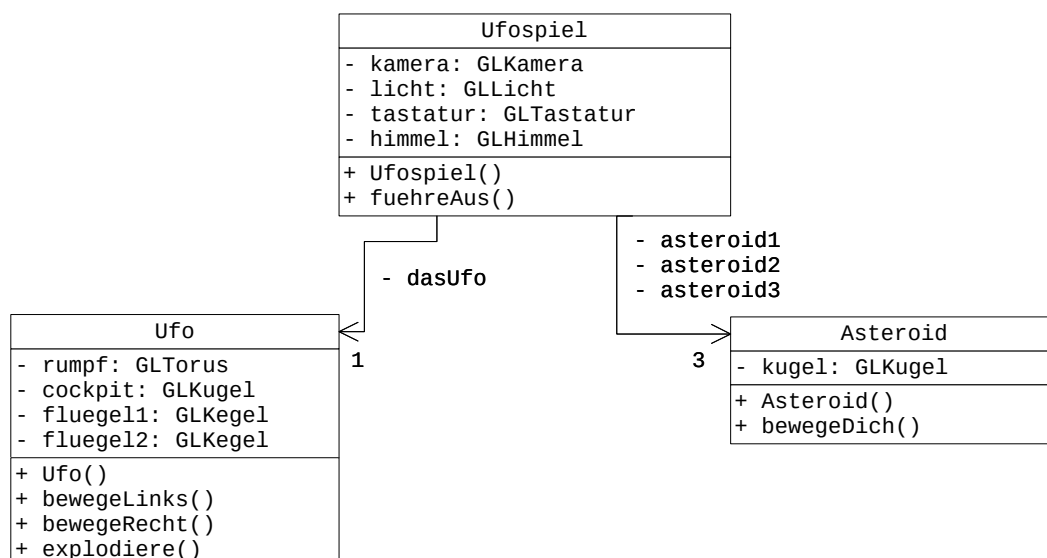 Ufospiel
- kamera: GLKamera
- licht: GLLicht
- tastatur: GLTastatur
- himmel: GLHimmel
+ Ufospiel()
+ fuehreAus()
- dasUfo
- asteroid1
- asteroid2
- asteroid3
1
3
Ufo
- rumpf: GLTorus
- cockpit: GLKugel
- fluegel1: GLKegel
- fluegel2: GLKegel
+ Ufo()
+ bewegeLinks()
+ bewegeRecht()
+ explodiere()
Asteroid
- kugel: GLKugel
+ Asteroid()
+ bewegeDich()